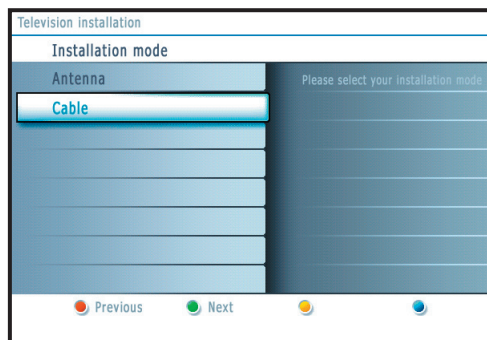 Television installation
Installation mode
Antenna
Please select your installation mode
Cable
Previous Next